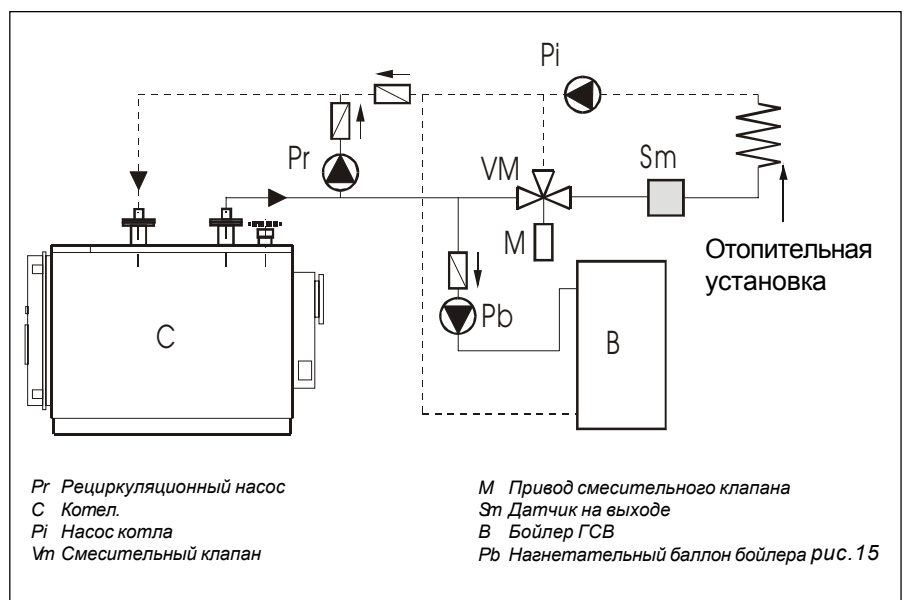 Pi
Pr
VM
Sm
M
Отопительная
установка
Pb
C
B
Pr Рециркуляционный насос
C Котел.
Pi Насос котла
Vm Смесительный клапан
M Привод смесительного клапана
Sm Датчик на выходе
B Бойлер ГСВ
Pb Нагнетательный баллон бойлера рис.15